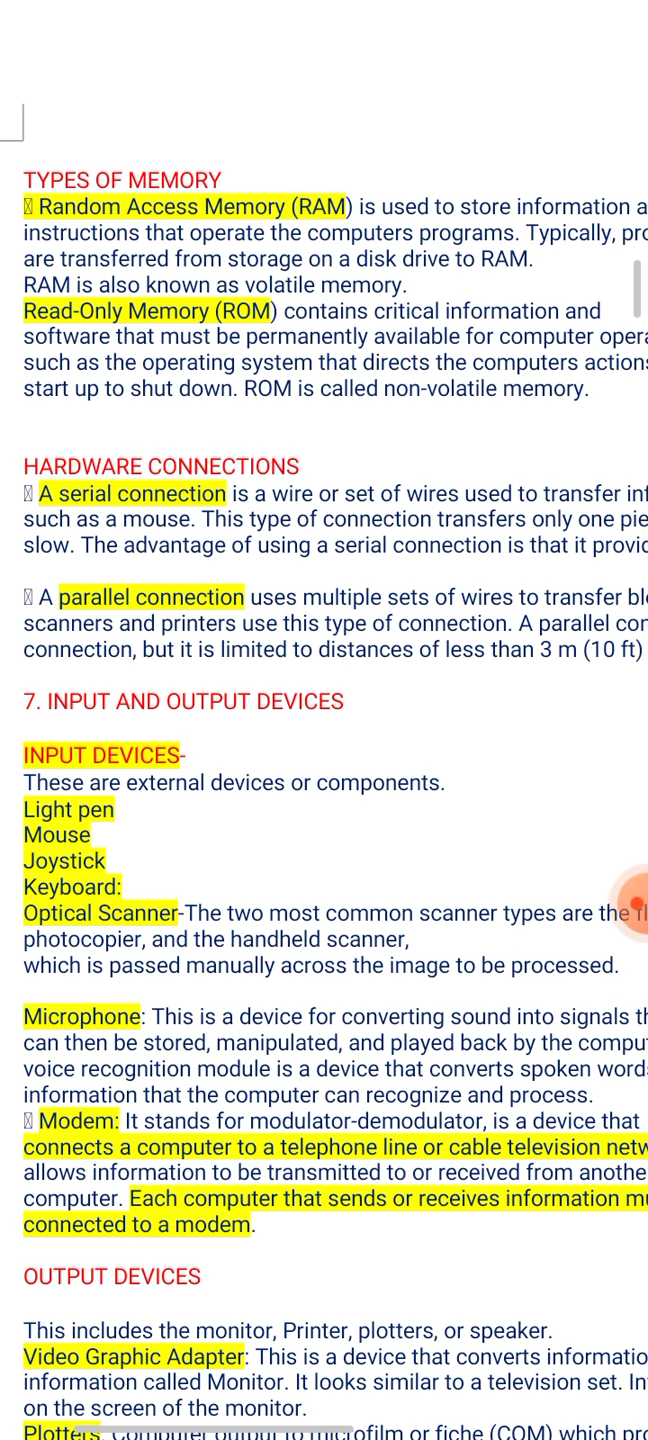 TYPES OF MEMORY
Random Access Memory (RAM) is used to store information a
instructions that operate the computers programs. Typically, pro
are transferred from storage on a disk drive to RAM.
RAM is also known as volatile memory.
Read-Only Memory (ROM) contains critical information and
software that must be permanently available for computer opera
such as the operating system that directs the computers actions
start up to shut down. ROM is called non-volatile memory.
HARDWARE CONNECTIONS
A serial connection is a wire or set of wires used to transfer inf
such as a mouse. This type of connection transfers only one pie
slow. The advantage of using a serial connection is that it provid
A parallel connection uses multiple sets of wires to transfer blo
scanners and printers use this type of connection. A parallel con
connection, but it is limited to distances of less than 3 m (10 ft)
7. INPUT AND OUTPUT DEVICES
INPUT DEVICES-
These are external devices or components.
Light pen
Mouse
Joystick
Keyboard:
Optical Scanner-The two most common scanner types are the fl
photocopier, and the handheld scanner,
which is passed manually across the image to be processed.
Microphone: This is a device for converting sound into signals th
can then be stored, manipulated, and played back by the comput
voice recognition module is a device that converts spoken words
information that the computer can recognize and process.
Modem: It stands for modulator-demodulator, is a device that
connects a computer to a telephone line or cable television netw
allows information to be transmitted to or received from anothe
computer. Each computer that sends or receives information mu
connected to a modem.
OUTPUT DEVICES
This includes the monitor, Printer, plotters, or speaker.
Video Graphic Adapter: This is a device that converts informatio
information called Monitor. It looks similar to a television set. In
on the screen of the monitor.
Plotters: Computer output to microfilm or fiche (COM) which pro